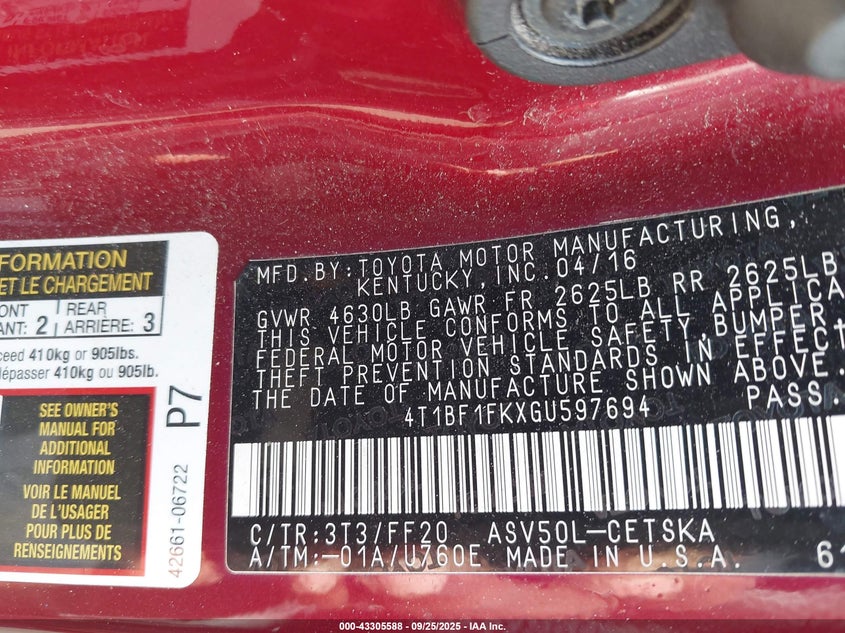 FORMATION
ET LE CHARGEMENT
ONT
ANT: 2
REAR
ARRIÈRE: 3
ceed 410kg or 905lbs.
dépasser 410kg ou 905lb.
SEE OWNER'S
MANUAL FOR
ADDITIONAL
INFORMATION
VOIR LE MANUEL
DE L'USAGER
POUR PLUS DE
RENSEIGNEMENTS
P7
42661-06722
MFD. BY: TOYOTA MOTOR MANUFACTURING,
KENTUCKY, INC. 04/16
GVWR 4630LB GAWR FR 2625LB RR 2625LB
THIS VEHICLE CONFORMS TO ALL APPLICA
FEDERAL MOTOR VEHICLE SAFETY, BUMPER,
THEFT PREVENTION STANDARDS IN EFFECT
THE DATE OF MANUFACTURE SHOWN ABOVE.
4T1BF1FKXGU597694 PASS.
C/TR:3T3/FF20 ASV50L-CETSKA
A/TM:-01A/U760E MADE IN U.S.A. 61
000-43305588 - 09/25/2025 - IAA Inc.